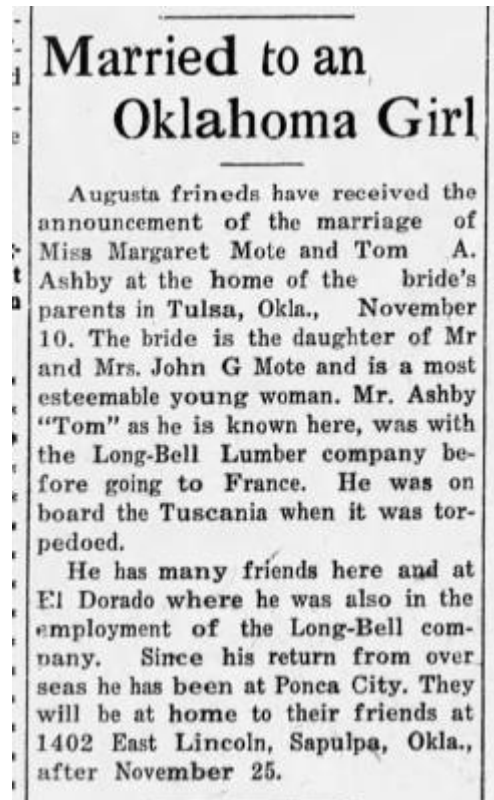 Married to an
Oklahoma Girl
Augusta frineds have received the
announcement of the marriage of
Miss Margaret Mote and Tom A.
Ashby at the home of the bride's
parents in Tulsa, Okla., November
10. The bride is the daughter of Mr
and Mrs. John G Mote and is a most
esteemable young woman. Mr. Ashby
“Tom” as he is known here, was with
the Long-Bell Lumber company be-
fore going to France. He was on
board the Tuscania when it was tor-
pedoed.
He has many friends here and at
El Dorado where he was also in the
employment of the Long-Bell com-
pany. Since his return from over
seas he has been at Ponca City. They
will be at home to their friends at
1402 East Lincoln, Sapulpa, Okla.,
after November 25.